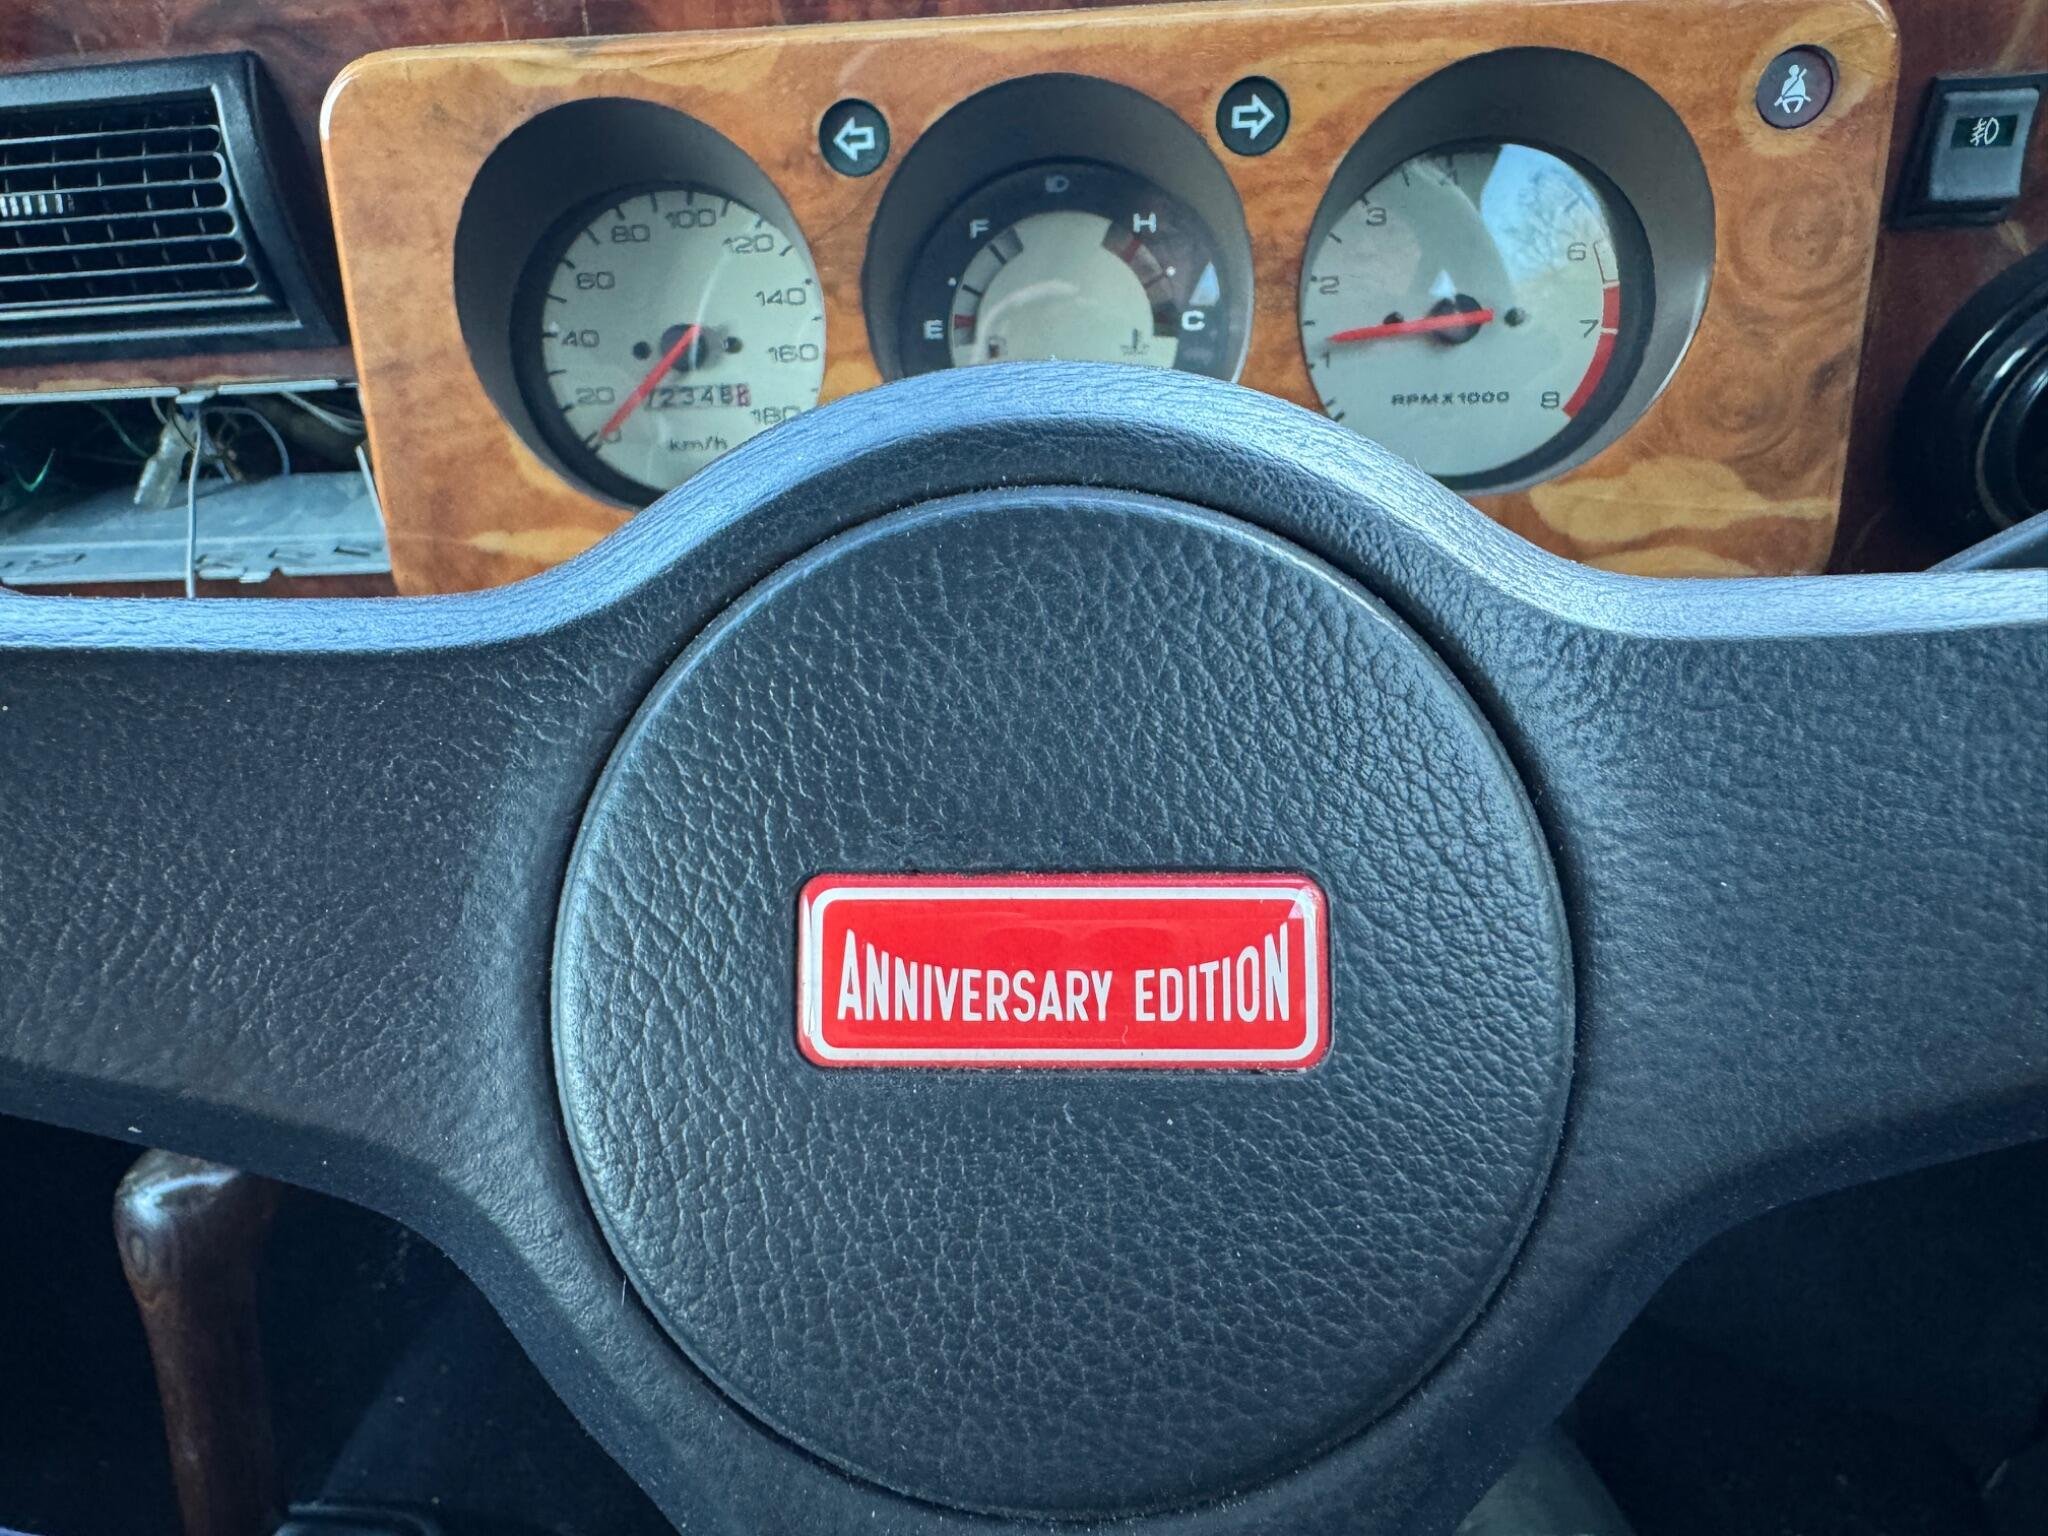 80 100 120
60 140
40 160
20 180
km/h
F H
E C
3 4
2 6
1 7
RPM X 1000 8
ANNIVERSARY EDITION